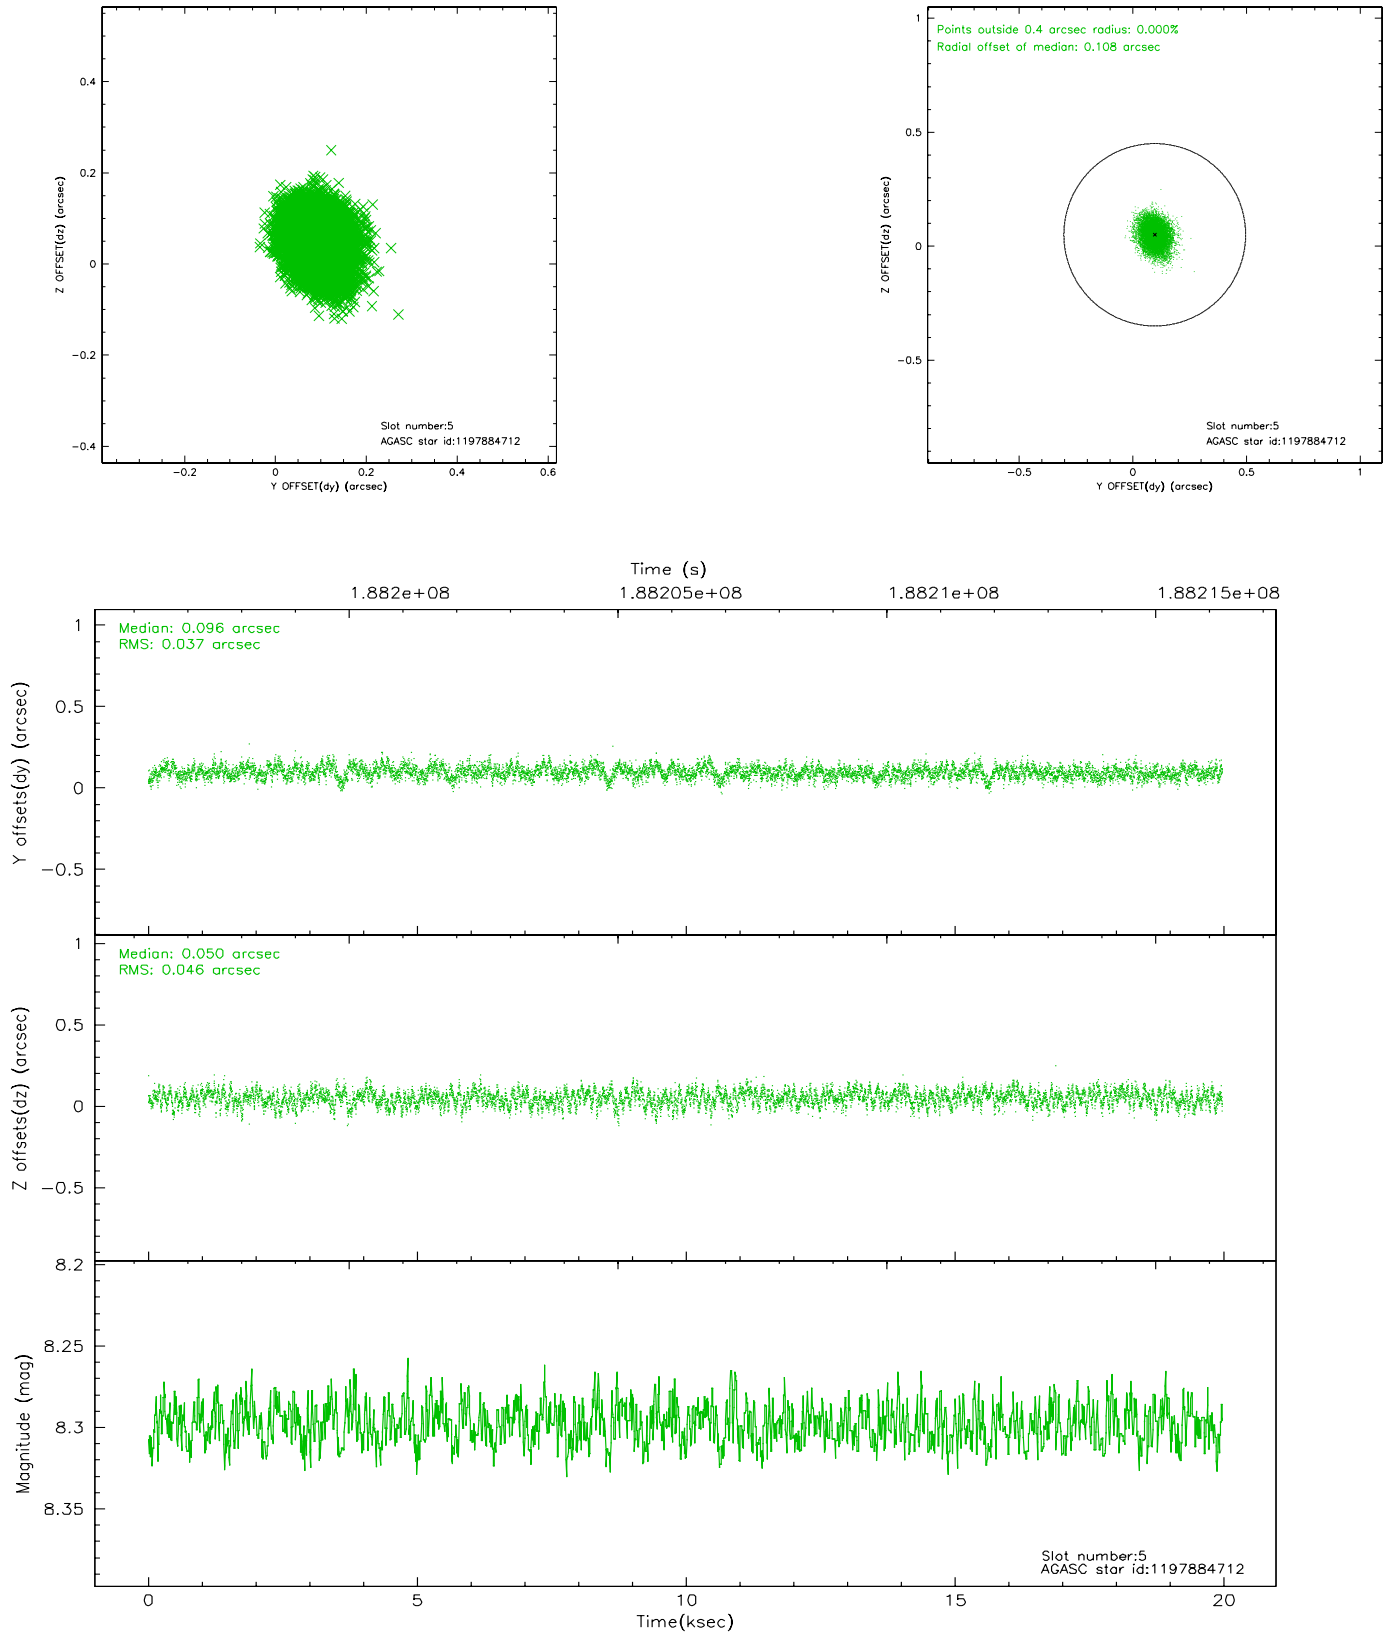 0.4
0.2
0
−0.2
−0.4
Z OFFSET(dz) (arcsec)
Slot number:5
AGASC star id:1197884712
−0.2 0 0.2 0.4 0.6
Y OFFSET(dy) (arcsec)
Points outside 0.4 arcsec radius: 0.000%
Radial offset of median: 0.108 arcsec
1
0.5
0
−0.5
Z OFFSET(dz) (arcsec)
Slot number:5
AGASC star id:1197884712
−0.5 0 0.5 1
Y OFFSET(dy) (arcsec)
Time (s)
1.882e+08 1.88205e+08 1.8821e+08 1.88215e+08
Median: 0.096 arcsec
RMS: 0.037 arcsec
1
0.5
0
−0.5
Y offsets(dy) (arcsec)
Median: 0.050 arcsec
RMS: 0.046 arcsec
1
0.5
0
−0.5
Z offsets(dz) (arcsec)
8.2
8.25
8.3
8.35
Magnitude (mag)
Slot number:5
AGASC star id:1197884712
0 5 10 15 20
Time(ksec)